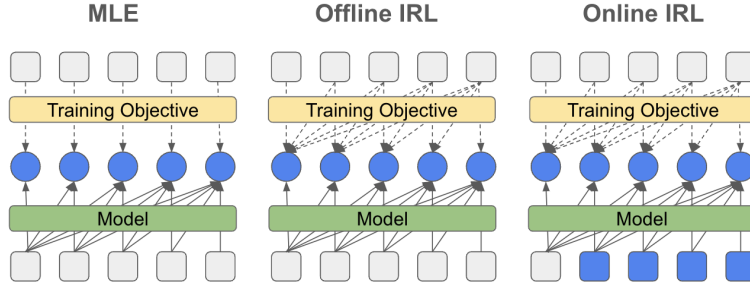 MLE
Offline IRL
Online IRL
Training Objective
Training Objective
Training Objective
Model
Model
Model